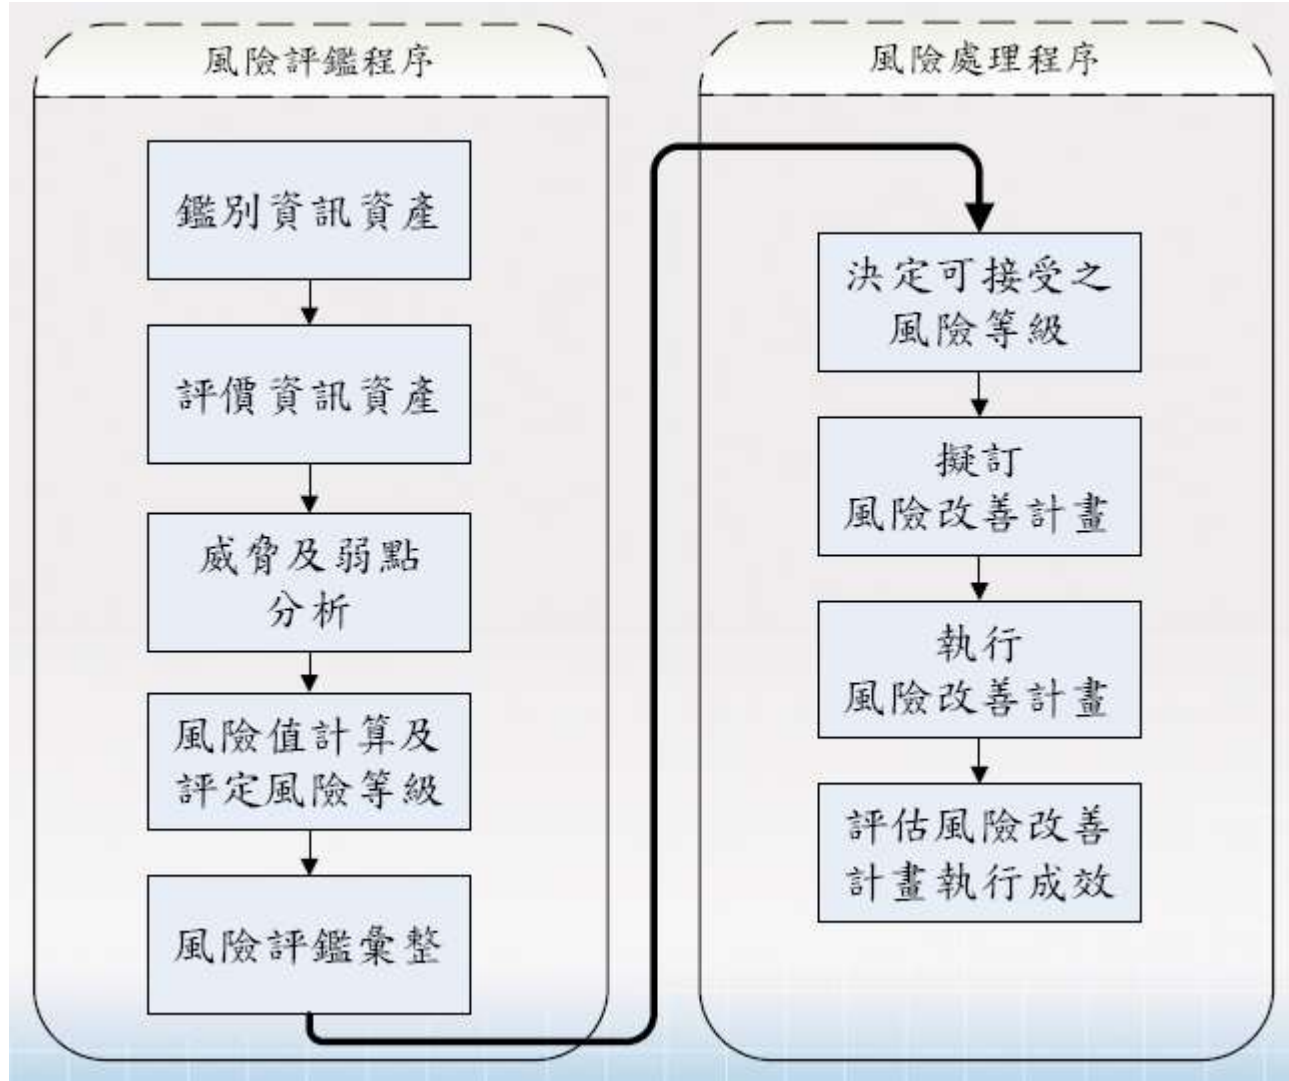 風險評鑑程序
鑑別資訊資產
評價資訊資產
威脅及弱點
分析
風險值計算及
評定風險等級
風險評鑑彙整
風險處理程序
決定可接受之
風險等級
擬訂
風險改善計畫
執行
風險改善計畫
評估風險改善
計畫執行成效